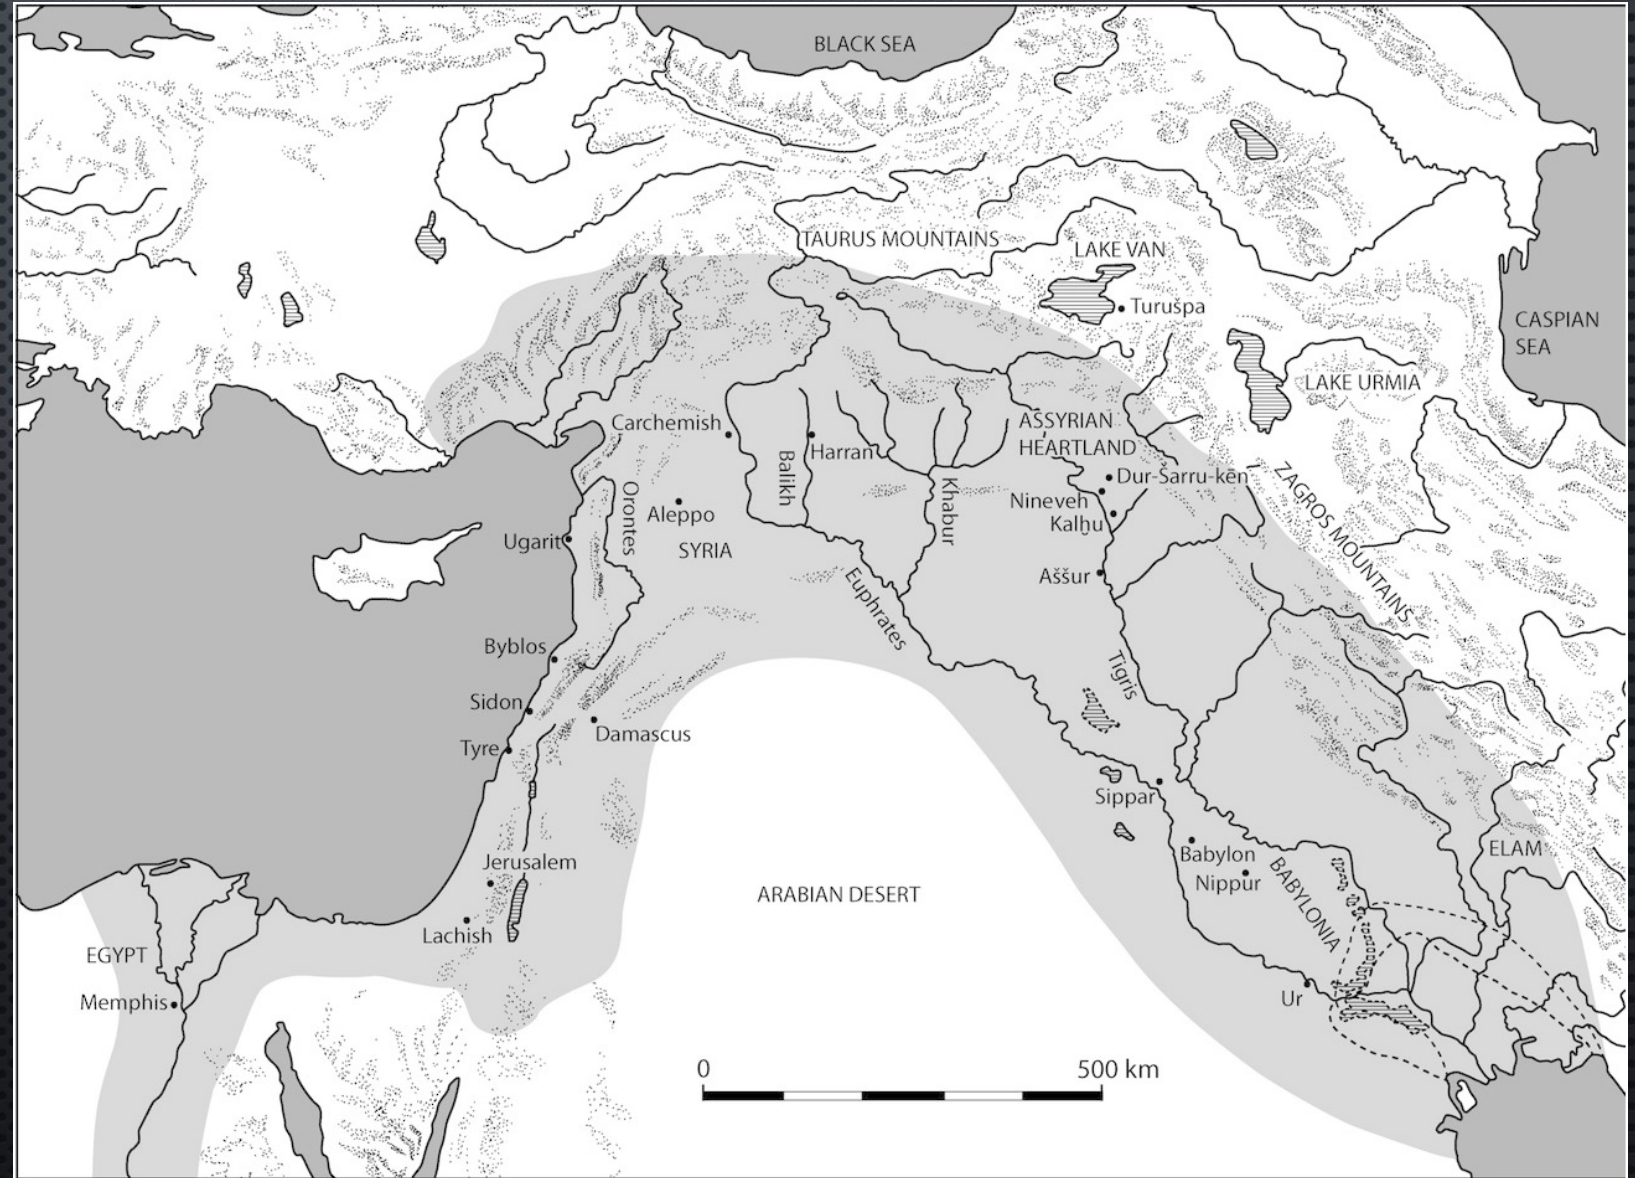 BLACK SEA
TAURUS MOUNTAINS
LAKE VAN
Turušpa
CASPIAN
SEA
LAKE URMIA
Carchemish
Harran
ASSYRIAN
HEARTLAND
Balikh
Khabur
Dur-Šarru-kēn
Nineveh
Kalḫu
ZAGROS MOUNTAINS
Orontes
Aleppo
SYRIA
Ugarit
Euphrates
Aššur
Byblos
Tigris
Sidon
Damascus
Tyre
Sippar
Jerusalem
Babylon
Nippur
BABYLONIA
ELAM
ARABIAN DESERT
Lachish
EGYPT
Memphis
Ur
0
500 km